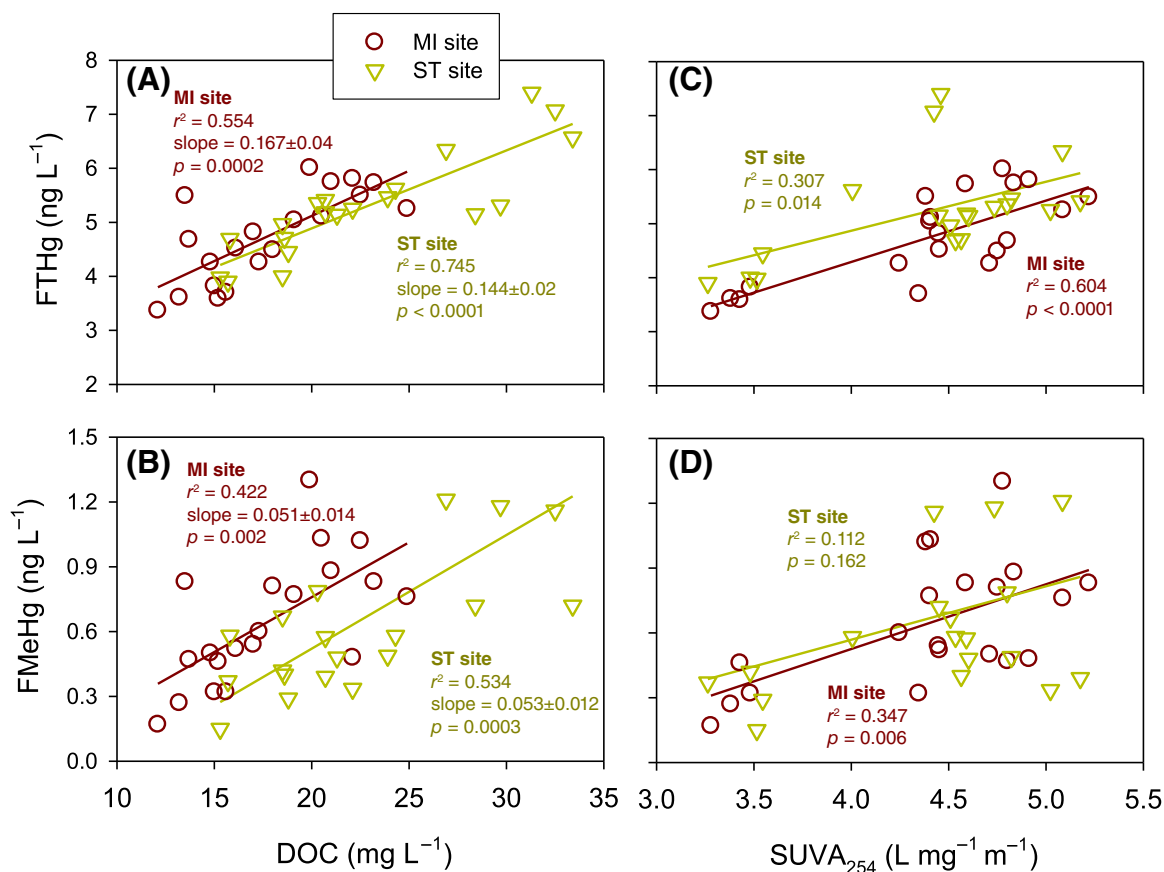 MI site
ST site
(A)
MI site
r² = 0.554
slope = 0.167±0.04
p = 0.0002
ST site
r² = 0.745
slope = 0.144±0.02
p < 0.0001
FTHg (ng L⁻¹)
8
7
6
5
4
3
2
(C)
ST site
r² = 0.307
p = 0.014
MI site
r² = 0.604
p < 0.0001
(B)
MI site
r² = 0.422
slope = 0.051±0.014
p = 0.002
ST site
r² = 0.534
slope = 0.053±0.012
p = 0.0003
FMeHg (ng L⁻¹)
1.5
1.2
0.9
0.6
0.3
0.0
10 15 20 25 30 35
DOC (mg L⁻¹)
(D)
ST site
r² = 0.112
p = 0.162
MI site
r² = 0.347
p = 0.006
3.0 3.5 4.0 4.5 5.0 5.5
SUVA₂₅₄ (L mg⁻¹ m⁻¹)